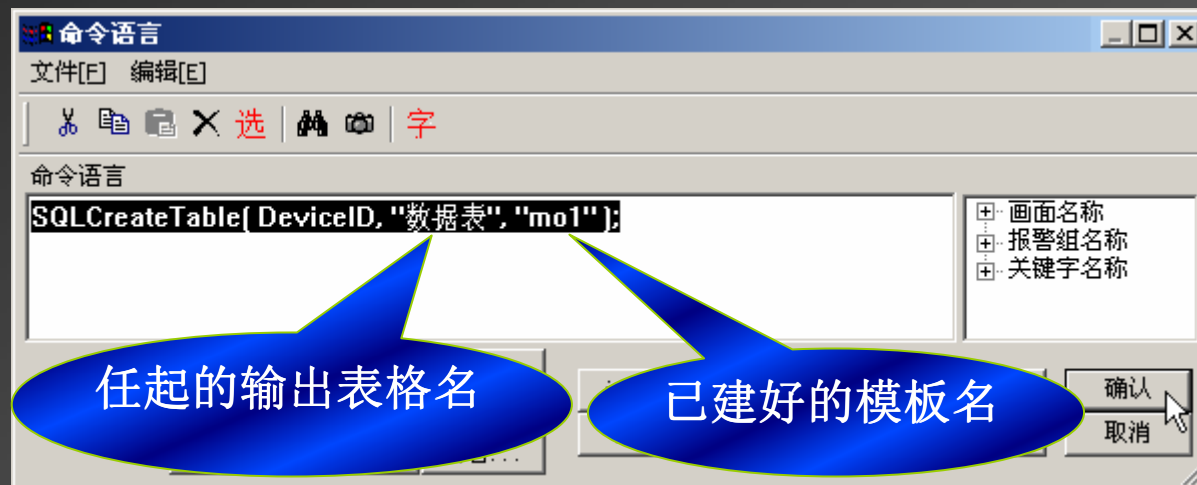 命令语言
文件[F] 编辑[E]
选 字
命令语言
SQLCreateTable( DeviceID, "数据表", "mo1" );
画面名称
报警组名称
关键字名称
任起的输出表格名
已建好的模板名
确认
取消